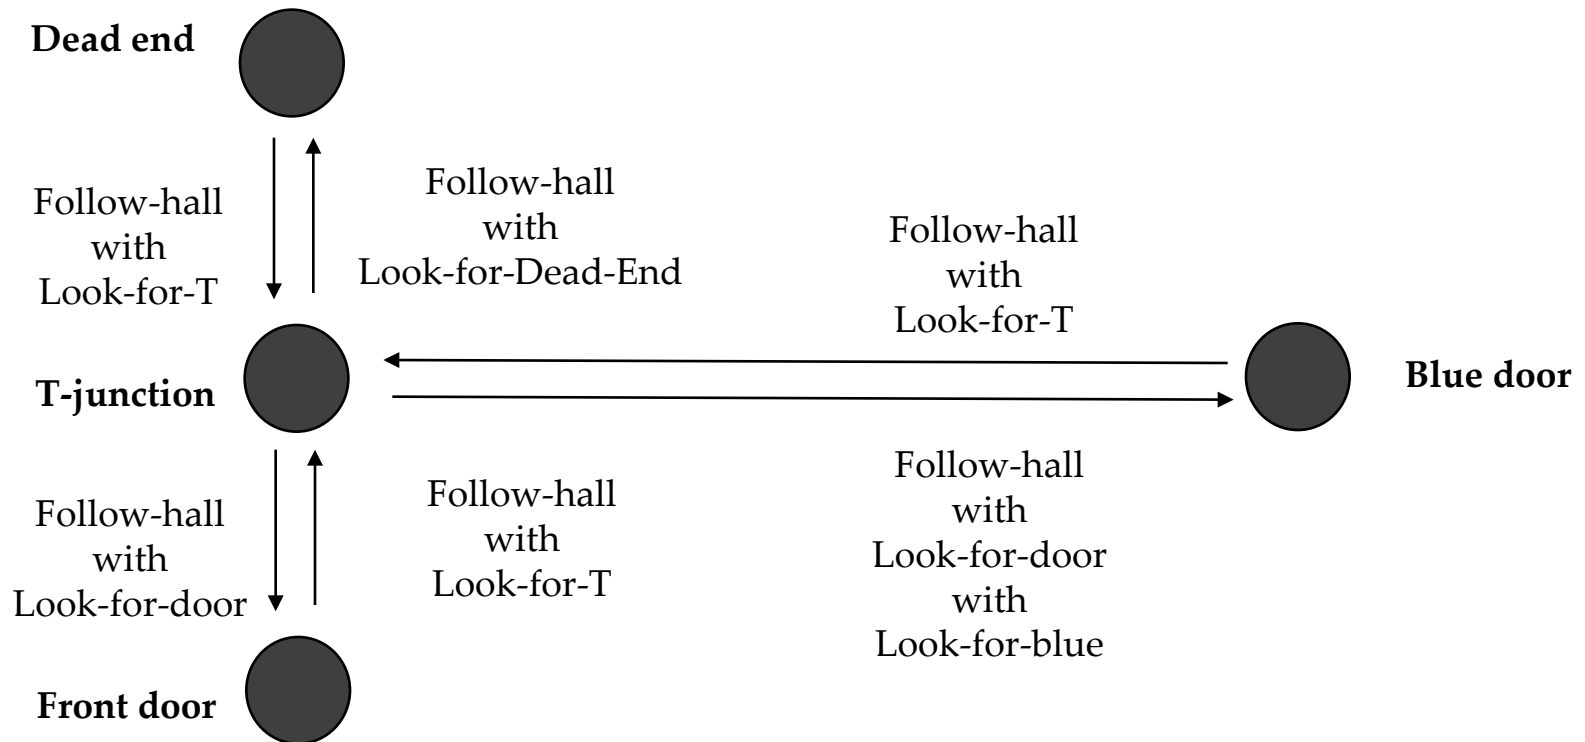 Dead end
Follow-hall
with
Look-for-T
Follow-hall
with
Look-for-Dead-End
Follow-hall
with
Look-for-T
T-junction
Blue door
Follow-hall
with
Look-for-door
Follow-hall
with
Look-for-T
Follow-hall
with
Look-for-door
with
Look-for-blue
Front door